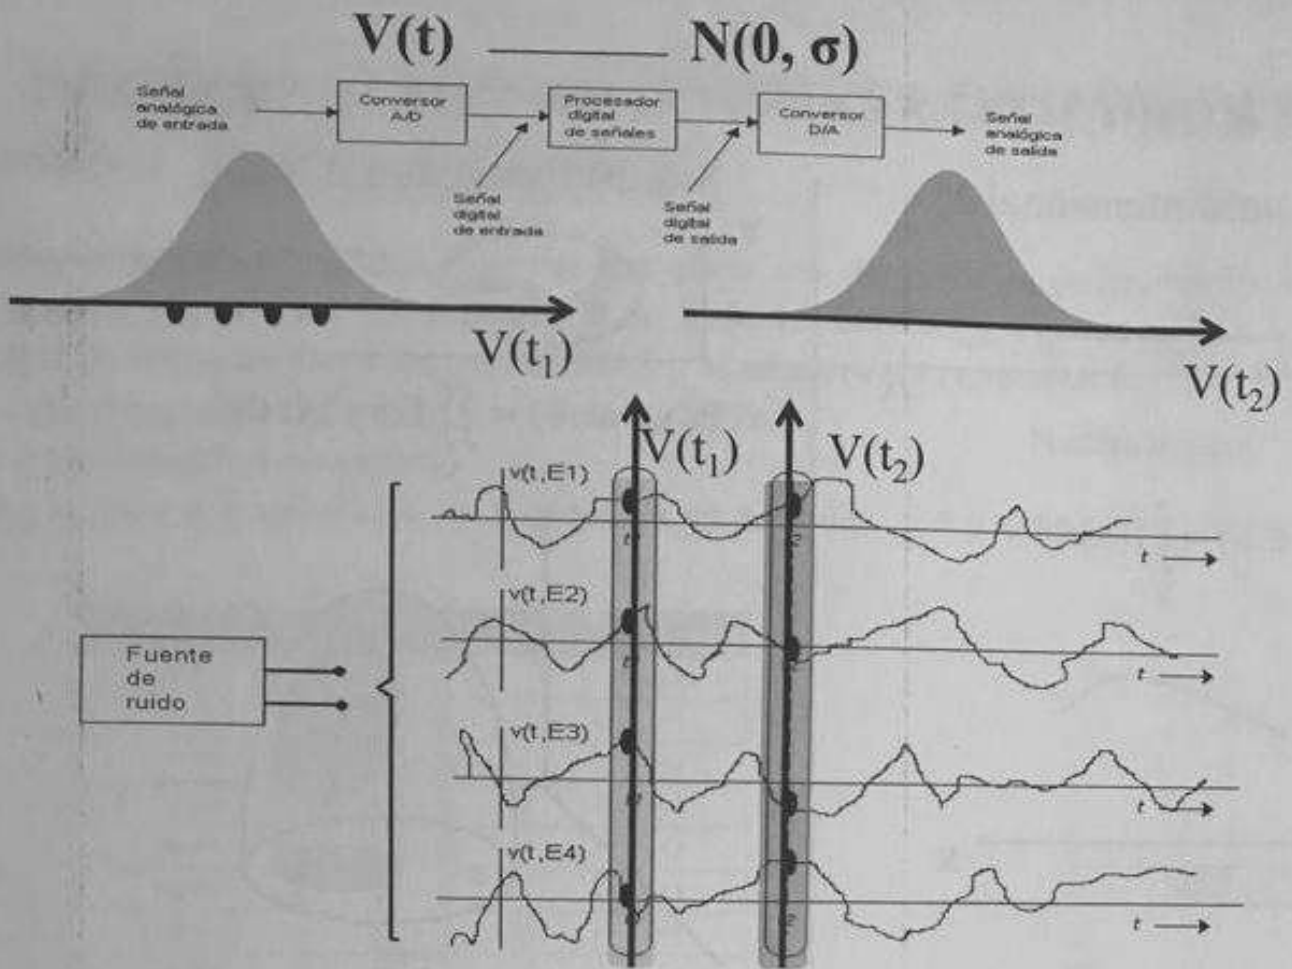 V(t) N(0, σ)
Señal
analógica
de entrada
Conversor
A/D
Procesador
digital
de señales
Conversor
D/A
Señal
analógica
de salida
Señal
digital
de entrada
Señal
digital
de salida
V(t1)
V(t2)
V(t1)
V(t2)
v(t,E1)
t
v(t,E2)
t
Fuente
de
ruido
v(t,E3)
t
v(t,E4)
t